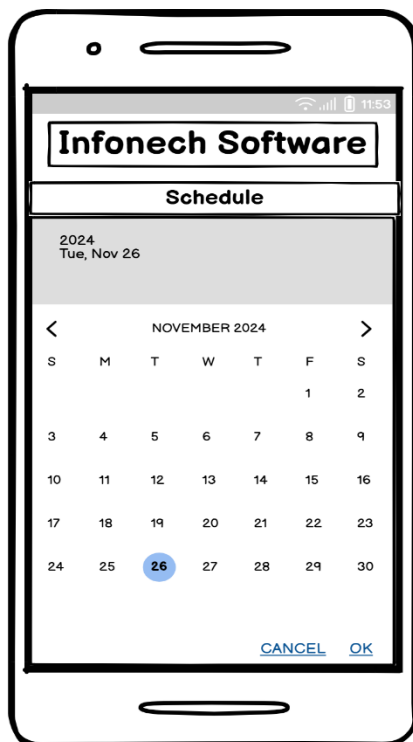 11:53
Infonech Software
Schedule
2024
Tue, Nov 26
NOVEMBER 2024
S M T W T F S
1 2
3 4 5 6 7 8 9
10 11 12 13 14 15 16
17 18 19 20 21 22 23
24 25 26 27 28 29 30
CANCEL OK